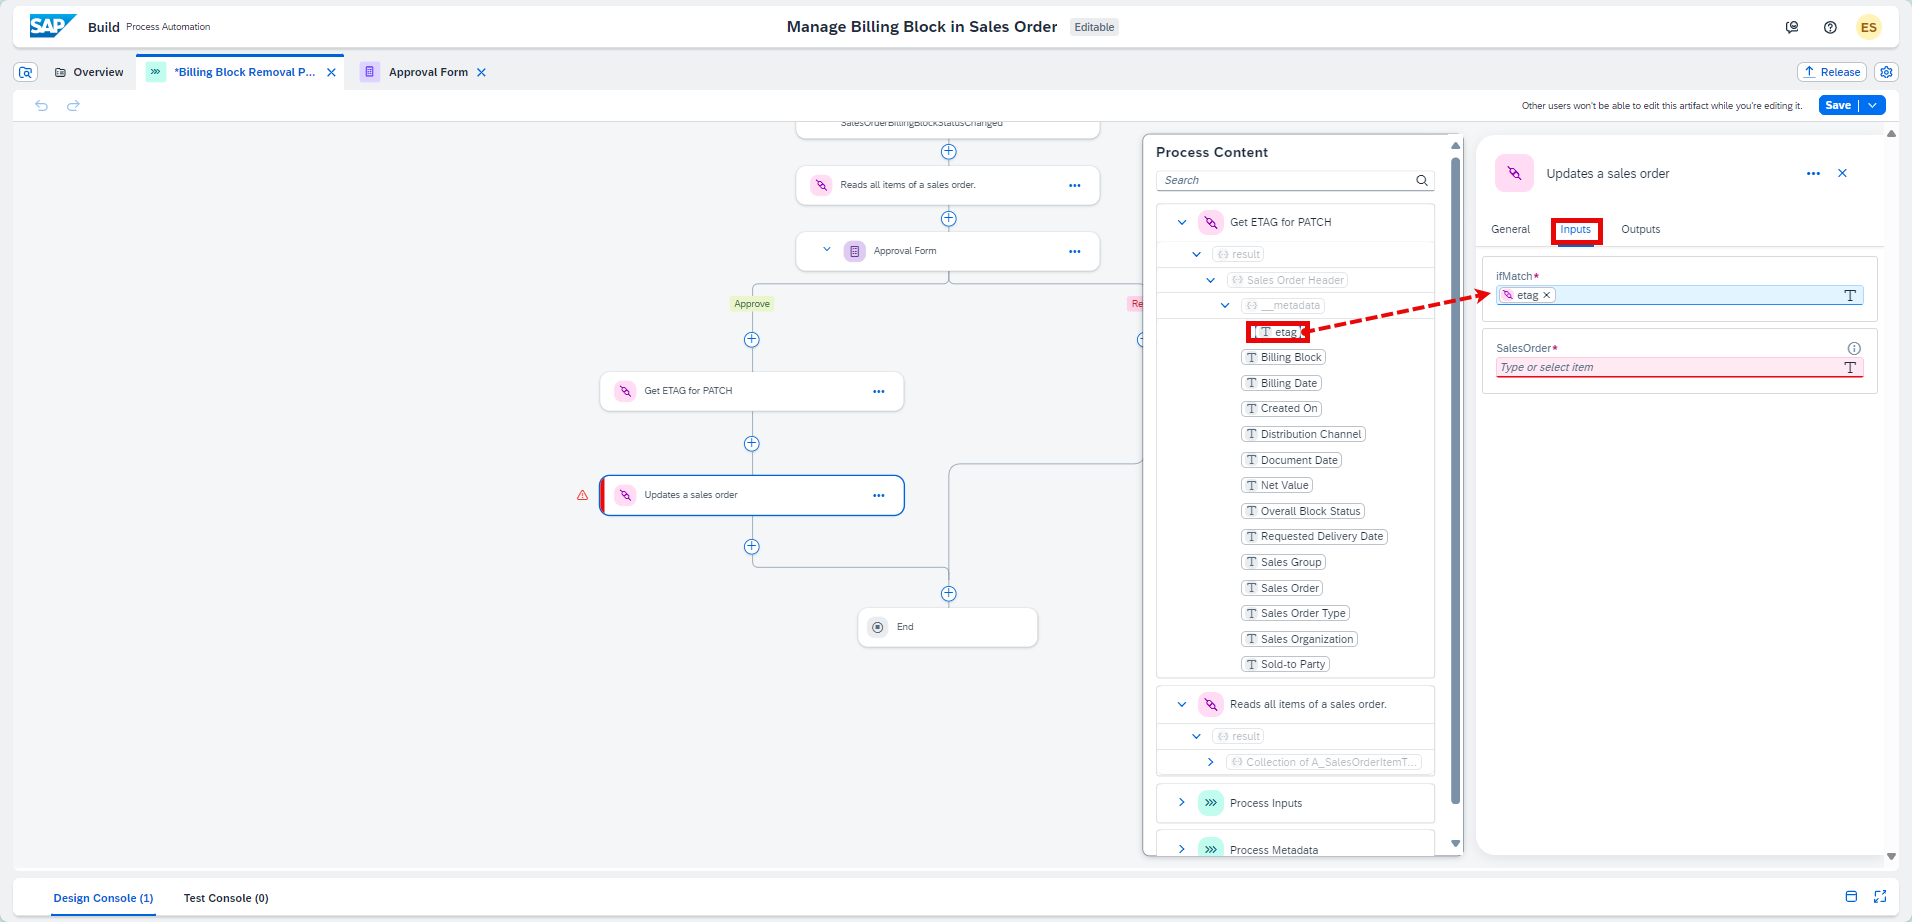 SAP Build Process Automation
Manage Billing Block in Sales Order Editable
ES
Overview
*Billing Block Removal P...
Approval Form
Release
Other users won't be able to edit this artifact while you're editing it.
Save
SalesOrderBillingBlockStatusChanged
Reads all items of a sales order.
Approval Form
Approve
Re
Get ETAG for PATCH
Updates a sales order
End
Process Content
Search
Get ETAG for PATCH
result
Sales Order Header
__metadata
etag
Billing Block
Billing Date
Created On
Distribution Channel
Document Date
Net Value
Overall Block Status
Requested Delivery Date
Sales Group
Sales Order
Sales Order Type
Sales Organization
Sold-to Party
Reads all items of a sales order.
result
Collection of A_SalesOrderItemT...
Process Inputs
Process Metadata
Updates a sales order
General Inputs Outputs
ifMatch*
etag
SalesOrder*
Type or select item
Design Console (1) Test Console (0)